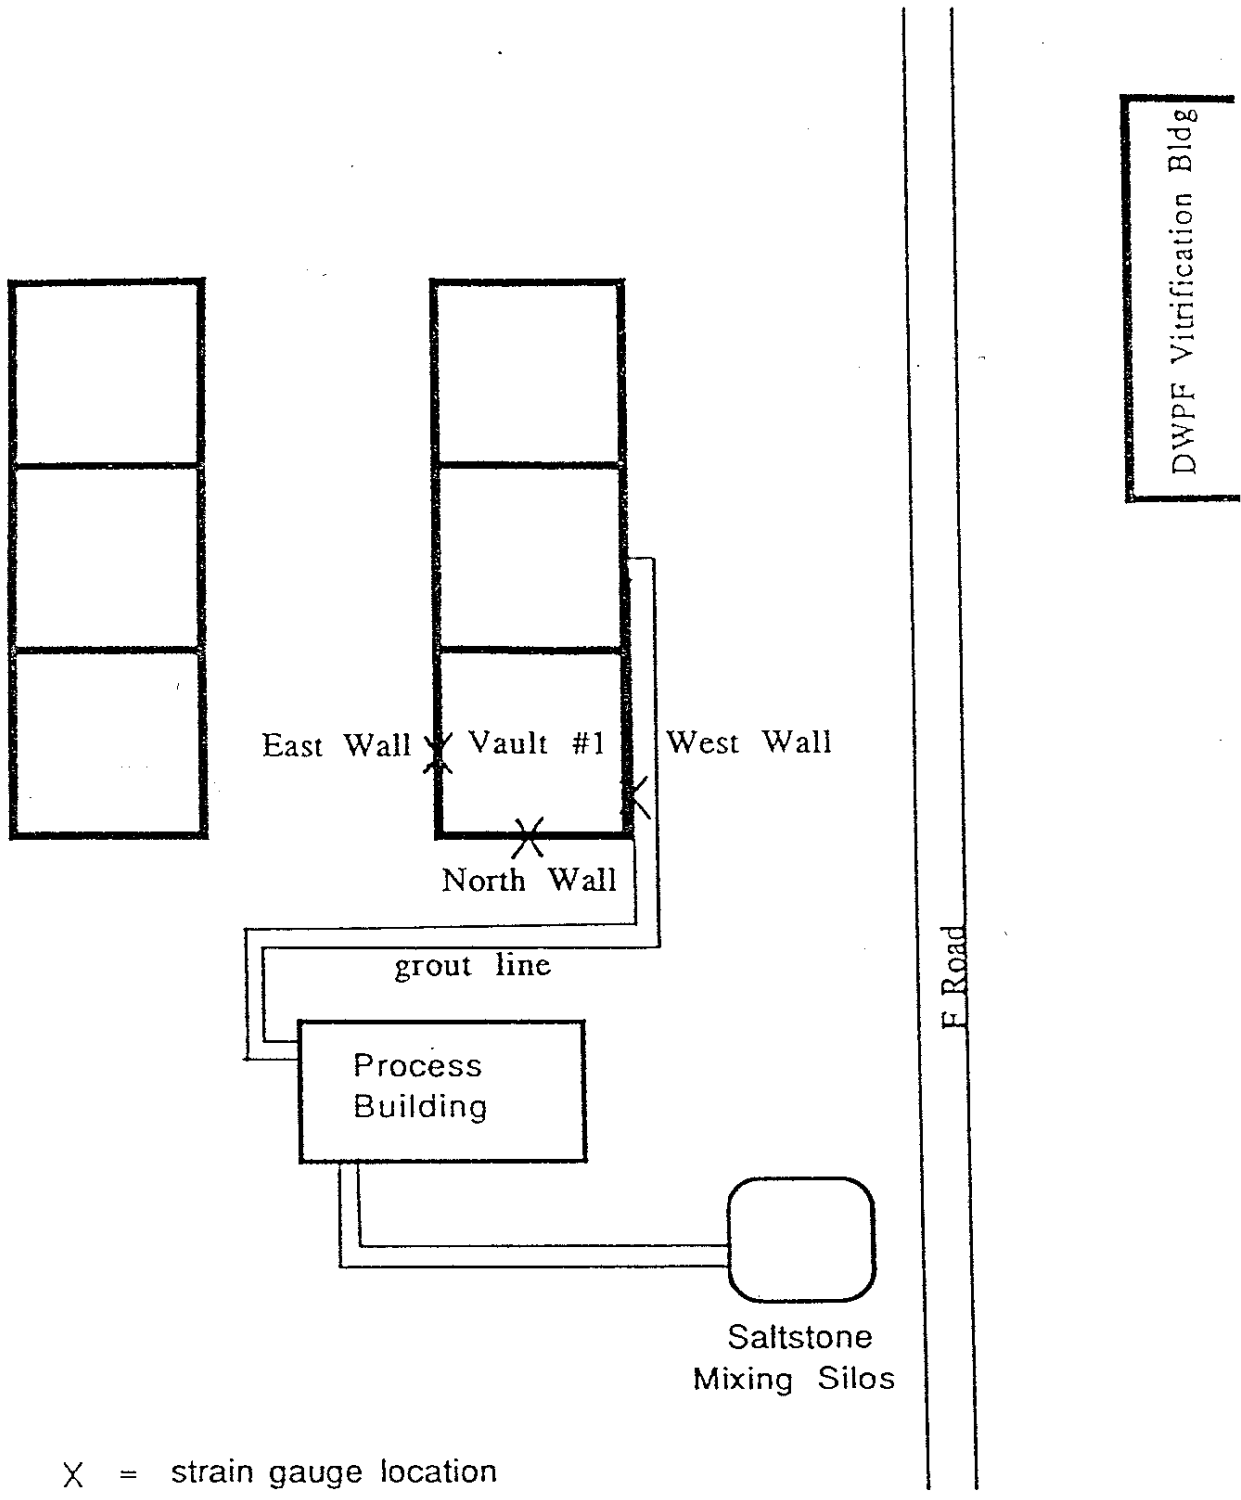 DWPF Vitrification Bldg
East Wall
Vault #1
West Wall
North Wall
grout line
F Road
Process
Building
Saltstone
Mixing Silos
X = strain gauge location